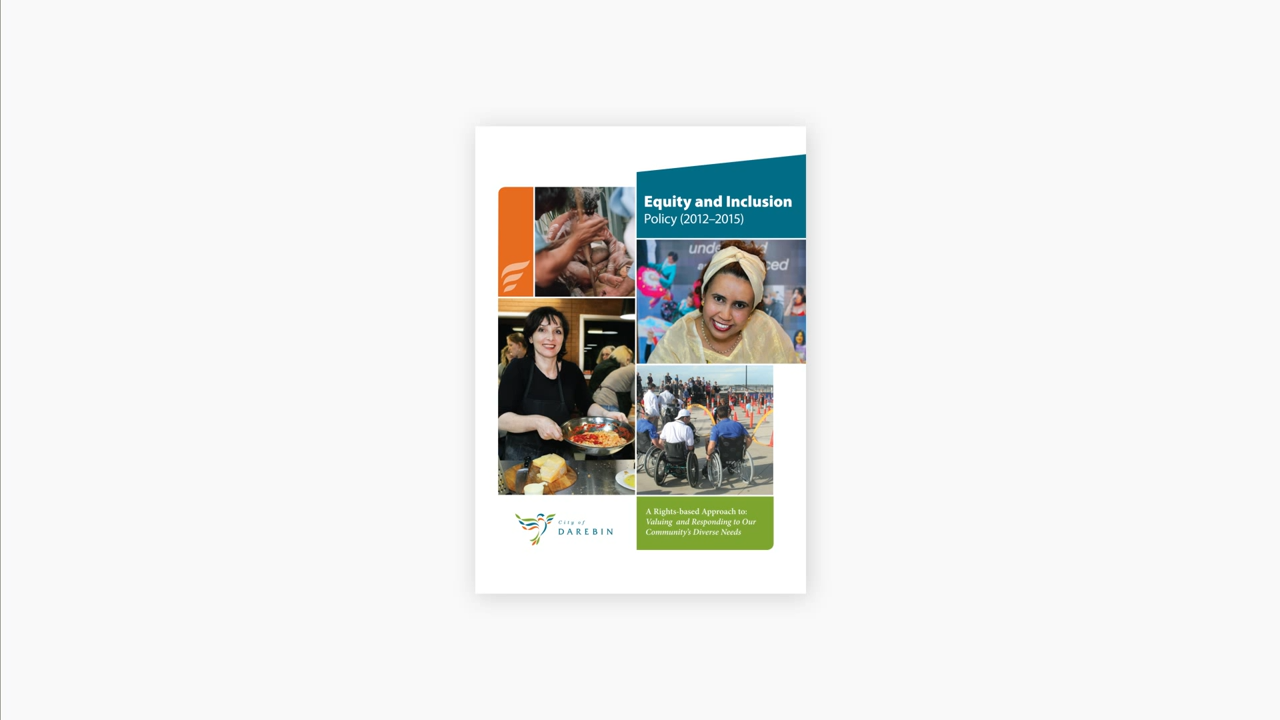 Equity and Inclusion
Policy (2012–2015)
City of
DAREBIN
A Rights-based Approach to:
Valuing and Responding to Our
Community's Diverse Needs